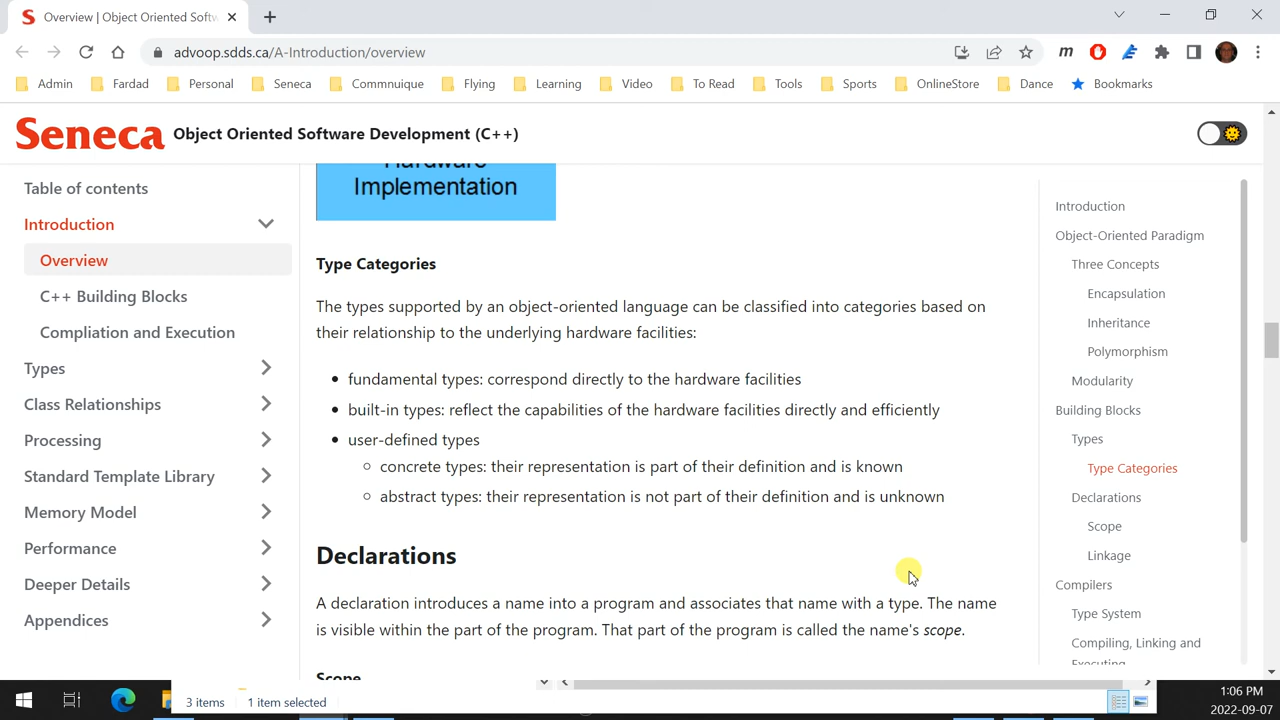 Overview | Object Oriented Softw
advoop.sdds.ca/A-Introduction/overview
m
Admin Fardad Personal Seneca Commnuique Flying Learning Video To Read Tools Sports OnlineStore Dance Bookmarks
Seneca Object Oriented Software Development (C++)
Table of contents
Introduction
Overview
C++ Building Blocks
Compliation and Execution
Types
Class Relationships
Processing
Standard Template Library
Memory Model
Performance
Deeper Details
Appendices
Hardware
Implementation
Type Categories
The types supported by an object-oriented language can be classified into categories based on
their relationship to the underlying hardware facilities:
fundamental types: correspond directly to the hardware facilities
built-in types: reflect the capabilities of the hardware facilities directly and efficiently
user-defined types
concrete types: their representation is part of their definition and is known
abstract types: their representation is not part of their definition and is unknown
Declarations
A declaration introduces a name into a program and associates that name with a type. The name
is visible within the part of the program. That part of the program is called the name's scope.
Scope
Introduction
Object-Oriented Paradigm
Three Concepts
Encapsulation
Inheritance
Polymorphism
Modularity
Building Blocks
Types
Type Categories
Declarations
Scope
Linkage
Compilers
Type System
Compiling, Linking and
Executing
3 items 1 item selected
1:06 PM
2022-09-07